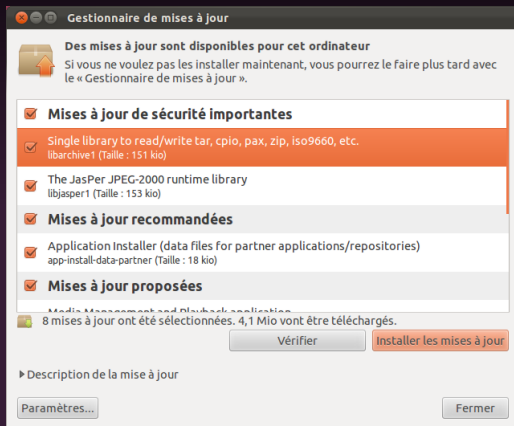 Gestionnaire de mises à jour
Des mises à jour sont disponibles pour cet ordinateur
Si vous ne voulez pas les installer maintenant, vous pourrez le faire plus tard avec
le « Gestionnaire de mises à jour ».
Mises à jour de sécurité importantes
Single library to read/write tar, cpio, pax, zip, iso9660, etc.
libarchive1 (Taille : 151 kio)
The JasPer JPEG-2000 runtime library
libjasper1 (Taille : 153 kio)
Mises à jour recommandées
Application Installer (data files for partner applications/repositories)
app-install-data-partner (Taille : 18 kio)
Mises à jour proposées
Media Management and Playback application
8 mises à jour ont été sélectionnées. 4,1 Mio vont être téléchargés.
Vérifier
Installer les mises à jour
Description de la mise à jour
Paramètres...
Fermer